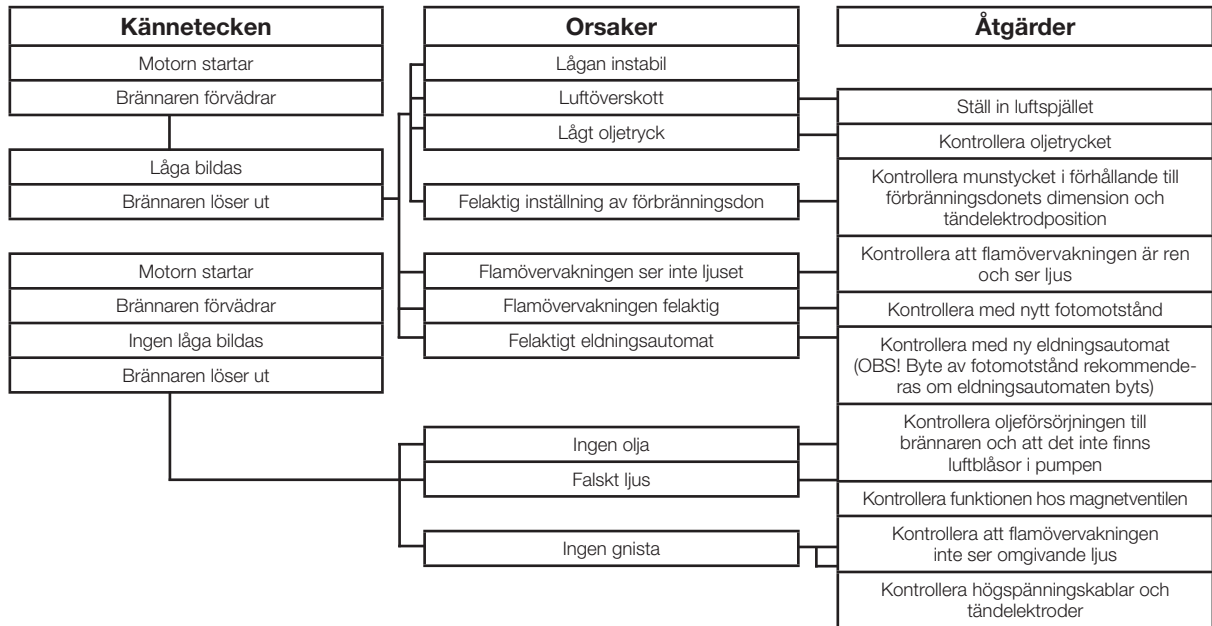 Kännetecken
Motorn startar
Brännaren förvädrar
Låga bildas
Brännaren löser ut
Motorn startar
Brännaren förvädrar
Ingen låga bildas
Brännaren löser ut
Orsaker
Lågan instabil
Luftöverskott
Lågt oljetryck
Felaktig inställning av förbränningsdon
Flamövervakningen ser inte ljuset
Flamövervakningen felaktig
Felaktigt eldningsautomat
Ingen olja
Falskt ljus
Ingen gnista
Åtgärder
Ställ in luftspjället
Kontrollera oljetrycket
Kontrollera munstycket i förhållande till
förbränningsdonets dimension och
tändelektrodposition
Kontrollera att flamövervakningen är ren
och ser ljus
Kontrollera med nytt fotomotstånd
Kontrollera med ny eldningsautomat
(OBS! Byte av fotomotstånd rekommende-
ras om eldningsautomaten byts)
Kontrollera oljeförsörjningen till
brännaren och att det inte finns
luftblåsor i pumpen
Kontrollera funktionen hos magnetventilen
Kontrollera att flamövervakningen
inte ser omgivande ljus
Kontrollera högspänningskablar och
tändelektroder